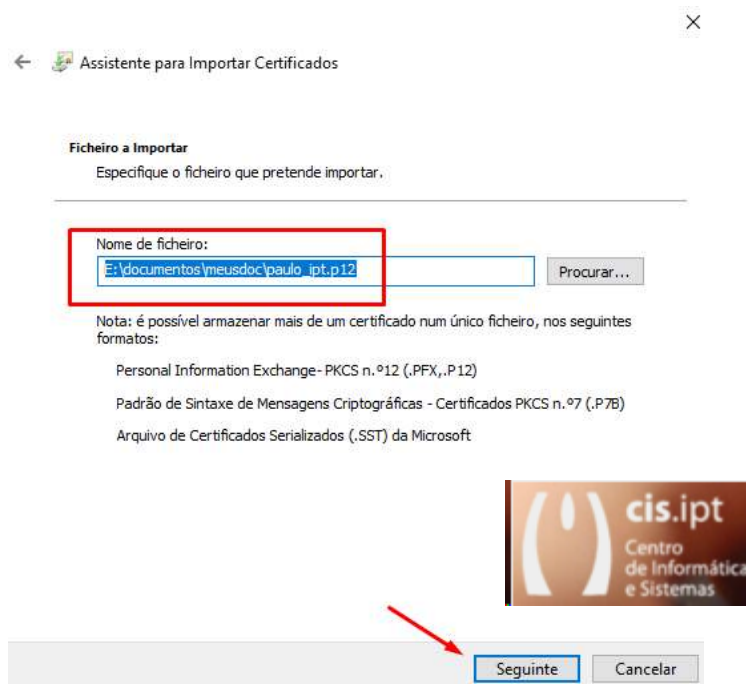 Assistente para Importar Certificados
Ficheiro a Importar
Especifique o ficheiro que pretende importar.
Nome de ficheiro:
E:\documentos\meusdoc\paulo_ipt.p12
Procurar...
Nota: é possível armazenar mais de um certificado num único ficheiro, nos seguintes
formatos:
Personal Information Exchange- PKCS n.º12 (.PFX,.P12)
Padrão de Sintaxe de Mensagens Criptográficas - Certificados PKCS n.º7 (.P7B)
Arquivo de Certificados Serializados (.SST) da Microsoft
cis.ipt
Centro
de Informática
e Sistemas
Seguinte
Cancelar